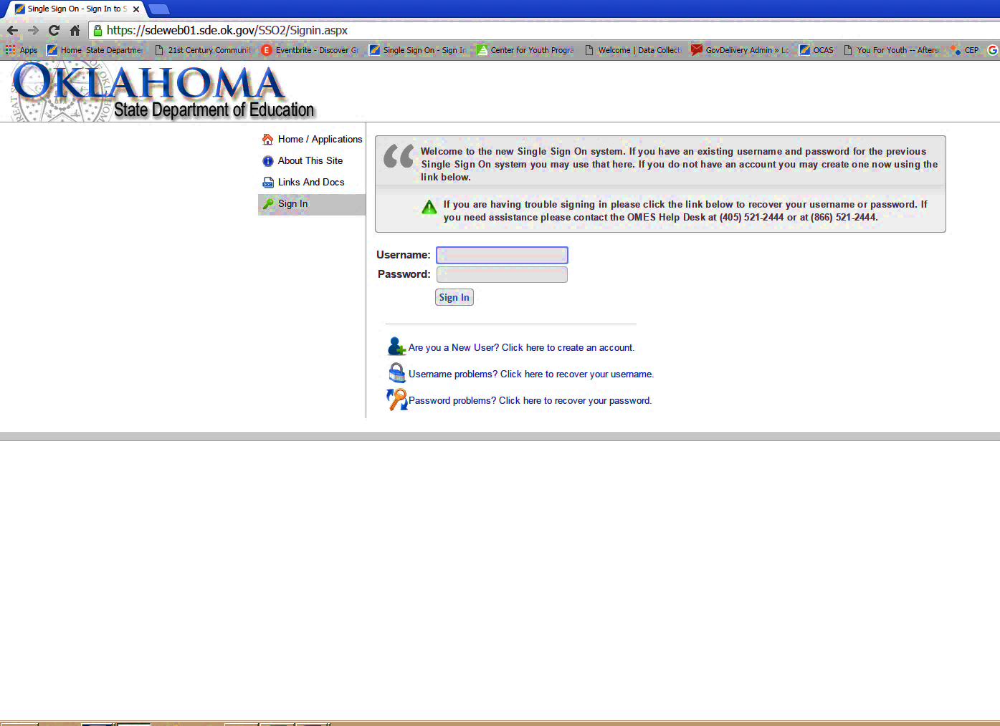 Single Sign On - Sign In to S
https://sdeweb01.sde.ok.gov/SSO2/Signin.aspx
Apps Home State Departmen 21st Century Communit Eventbrite - Discover Gr Single Sign On - Sign In Center for Youth Progra Welcome | Data Collect GovDelivery Admin » Lo OCAS You For Youth -- Afters CEP
OKLAHOMA
State Department of Education
Home / Applications
About This Site
Links And Docs
Sign In
Welcome to the new Single Sign On system. If you have an existing username and password for the previous
Single Sign On system you may use that here. If you do not have an account you may create one now using the
link below.
If you are having trouble signing in please click the link below to recover your username or password. If
you need assistance please contact the OMES Help Desk at (405) 521-2444 or at (866) 521-2444.
Username:
Password:
Sign In
Are you a New User? Click here to create an account.
Username problems? Click here to recover your username.
Password problems? Click here to recover your password.